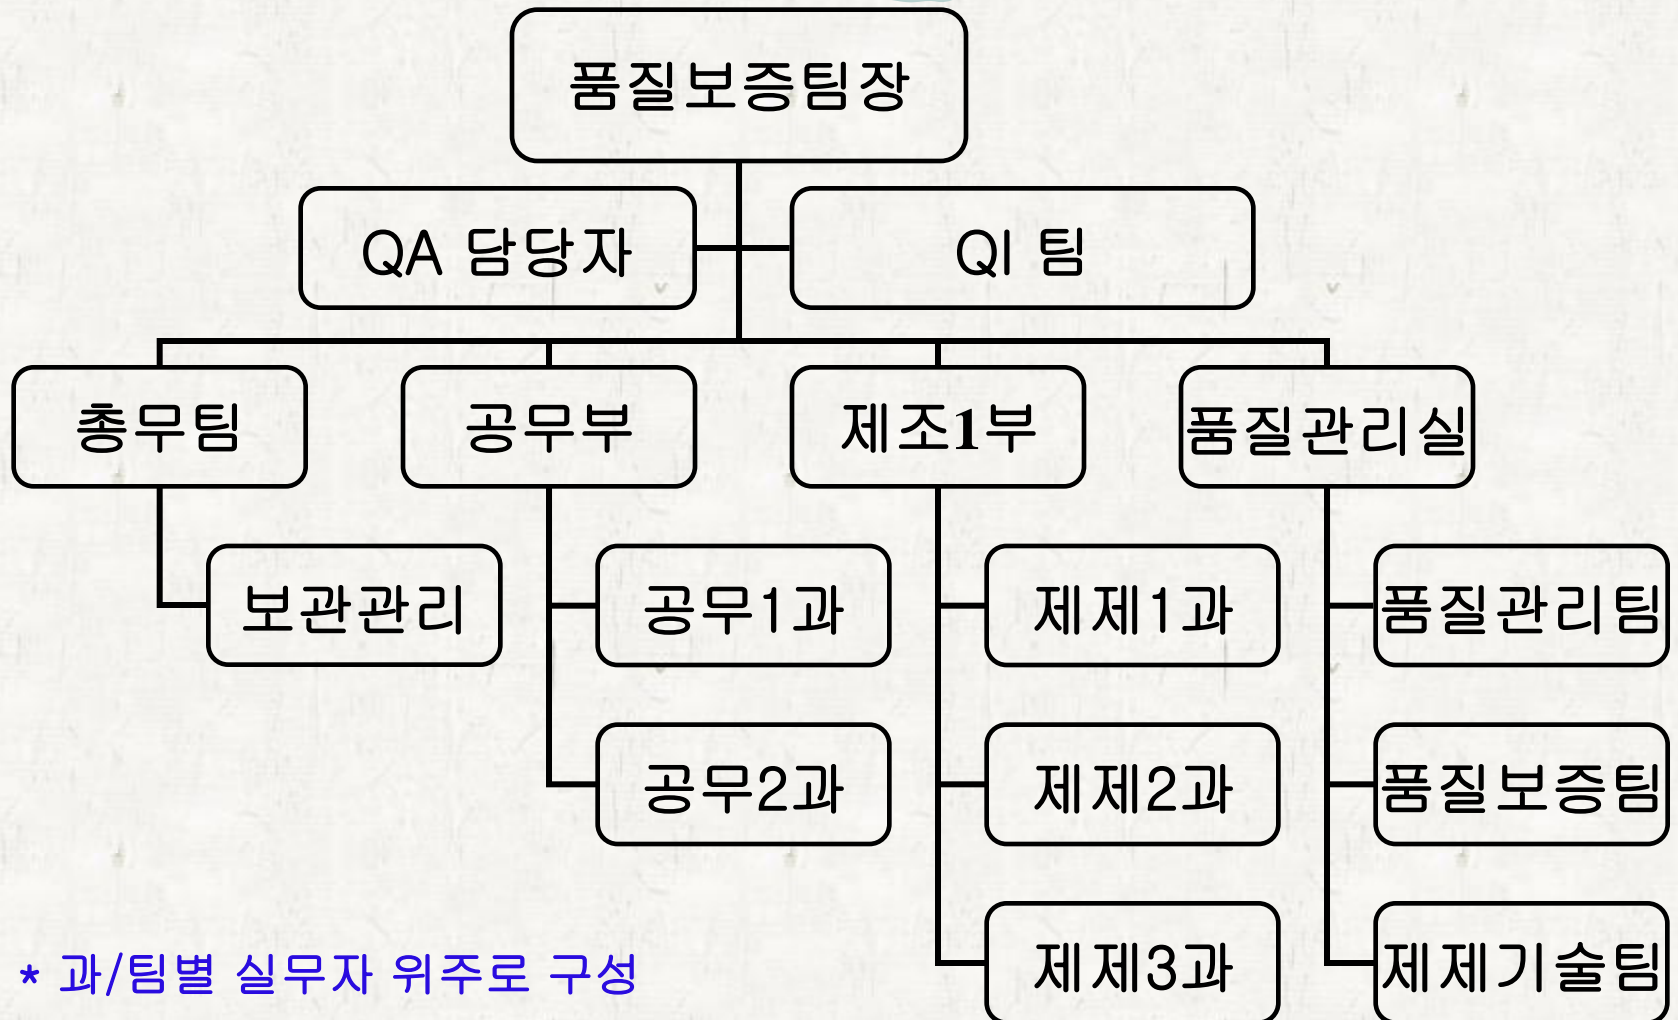 품질보증팀장
QA 담당자
QI 팀
총무팀
공무부
제조1부
품질관리실
보관관리
공무1과
제제1과
품질관리팀
공무2과
제제2과
품질보증팀
제제3과
제제기술팀
* 과/팀별 실무자 위주로 구성